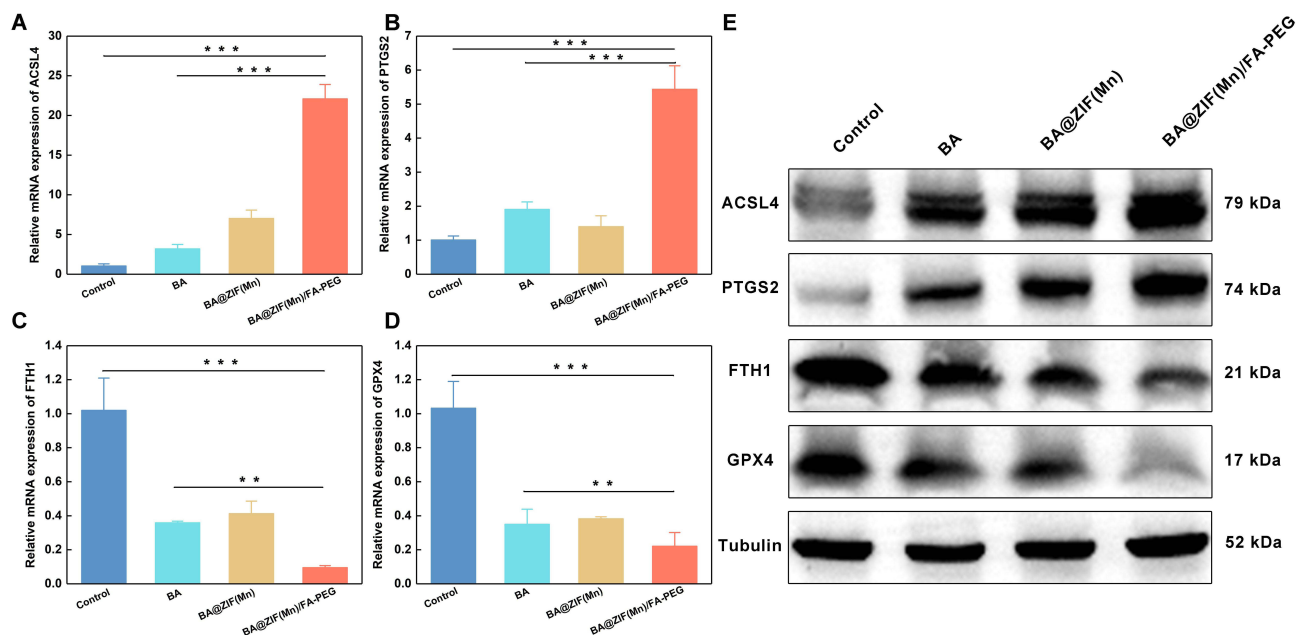 A
Relative mRNA expression of ACSL4
30
25
20
15
10
5
0
* * *
* * *
Control
BA
BA@ZIF(Mn)
BA@ZIF(Mn)/FA-PEG
B
Relative mRNA expression of PTGS2
7
6
5
4
3
2
1
0
* * *
* * *
Control
BA
BA@ZIF(Mn)
BA@ZIF(Mn)/FA-PEG
C
Relative mRNA expression of FTH1
1.4
1.2
1.0
0.8
0.6
0.4
0.2
0.0
* * *
* *
Control
BA
BA@ZIF(Mn)
BA@ZIF(Mn)/FA-PEG
D
Relative mRNA expression of GPX4
1.4
1.2
1.0
0.8
0.6
0.4
0.2
0.0
* * *
* *
Control
BA
BA@ZIF(Mn)
BA@ZIF(Mn)/FA-PEG
E
Control
BA
BA@ZIF(Mn)
BA@ZIF(Mn)/FA-PEG
ACSL4 79 kDa
PTGS2 74 kDa
FTH1 21 kDa
GPX4 17 kDa
Tubulin 52 kDa